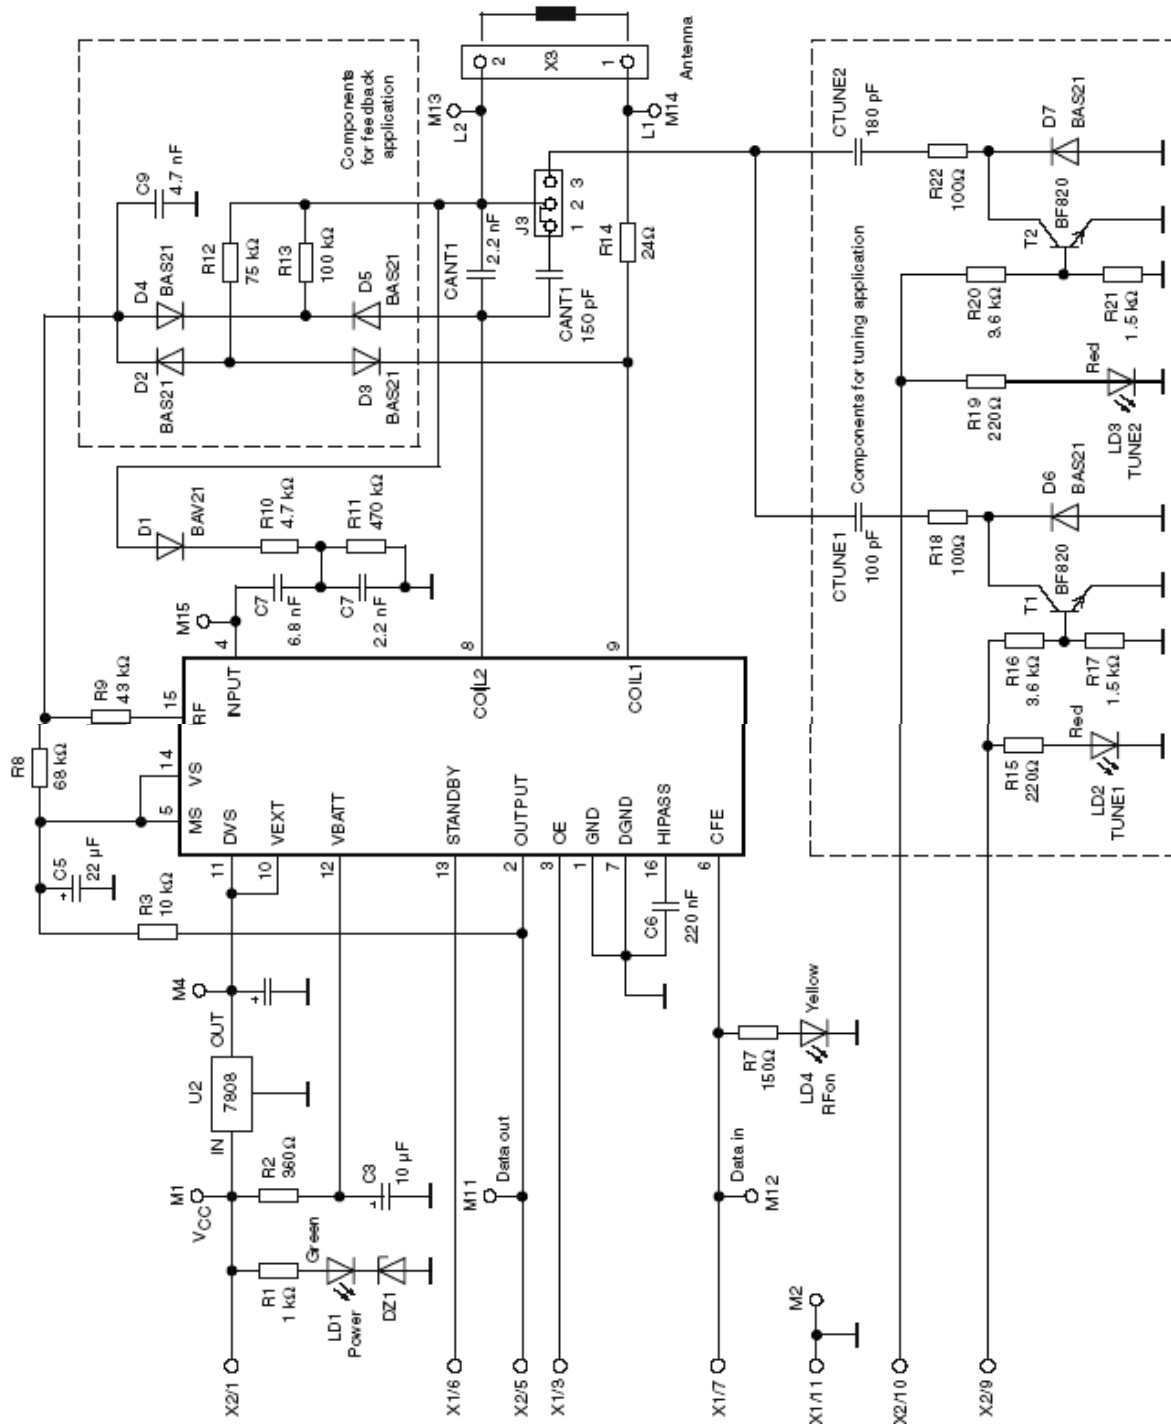 Components
for feedback
application
C9
4.7 nF
D4
BAS21
D2
BAS21
R12
75 kΩ
R13
100 kΩ
D5
BAS21
D3
BAS21
X3
2
1
Antenna
M13
L2
L1
M14
J3
1
2
3
CANT1
2.2 nF
CANT1
150 pF
R14
24Ω
D1
BAV21
R10
4.7 kΩ
R11
470 kΩ
C7
6.8 nF
C7
2.2 nF
M15
R8
68 kΩ
R9
43 kΩ
15
RF
4
INPUT
8
COIL2
9
COIL1
14
VS
5
MS
11
DVS
10
VEXT
12
VBATT
13
STANDBY
2
OUTPUT
3
OE
1
GND
7
DGND
16
HIPASS
6
CFE
C5
+
22 µF
R3
10 kΩ
C6
220 nF
M4
+
OUT
U2
7808
IN
M1
VCC
R2
360Ω
C3
+
10 µF
R1
1 kΩ
Green
LD1
Power
DZ1
M11
Data out
Data in
M12
R7
150Ω
Yellow
LD4
RFon
M2
X2/1
X1/6
X2/5
X1/3
X1/7
X1/11
X2/10
X2/9
Components for tuning application
CTUNE2
180 pF
R22
100Ω
D7
BAS21
T2
BF820
R20
3.6 kΩ
R21
1.5 kΩ
R19
220Ω
Red
LD3
TUNE2
CTUNE1
100 pF
R18
100Ω
D6
BAS21
T1
BF820
R16
3.6 kΩ
R17
1.5 kΩ
R15
220Ω
Red
LD2
TUNE1